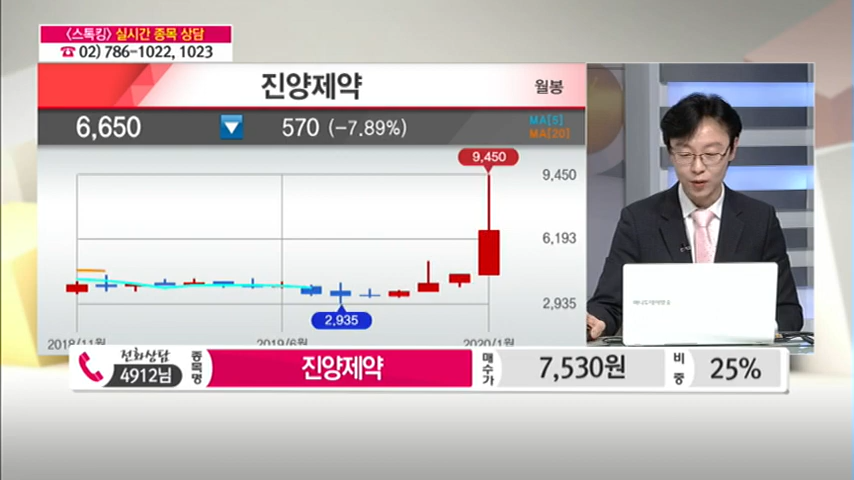 〈스톡킹〉 실시간 종목 상담
☎ 02) 786-1022, 1023
진양제약
월봉
6,650 ▼ 570 (-7.89%)
MA[5]
MA[20]
9,450
9,450
6,193
2,935
2,935
2018/11월
2019/6월
2020/1월
전화상담
4912님
종목명
진양제약
매수가
7,530원
비중
25%